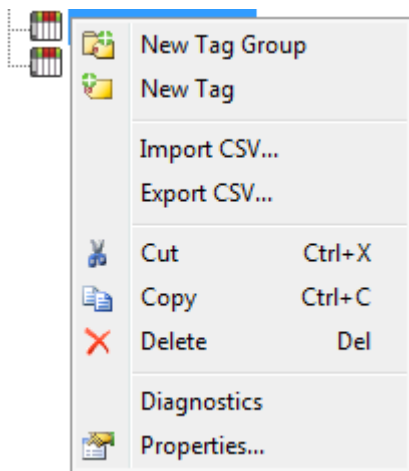 New Tag Group
New Tag
Import CSV...
Export CSV...
Cut Ctrl+X
Copy Ctrl+C
Delete Del
Diagnostics
Properties...